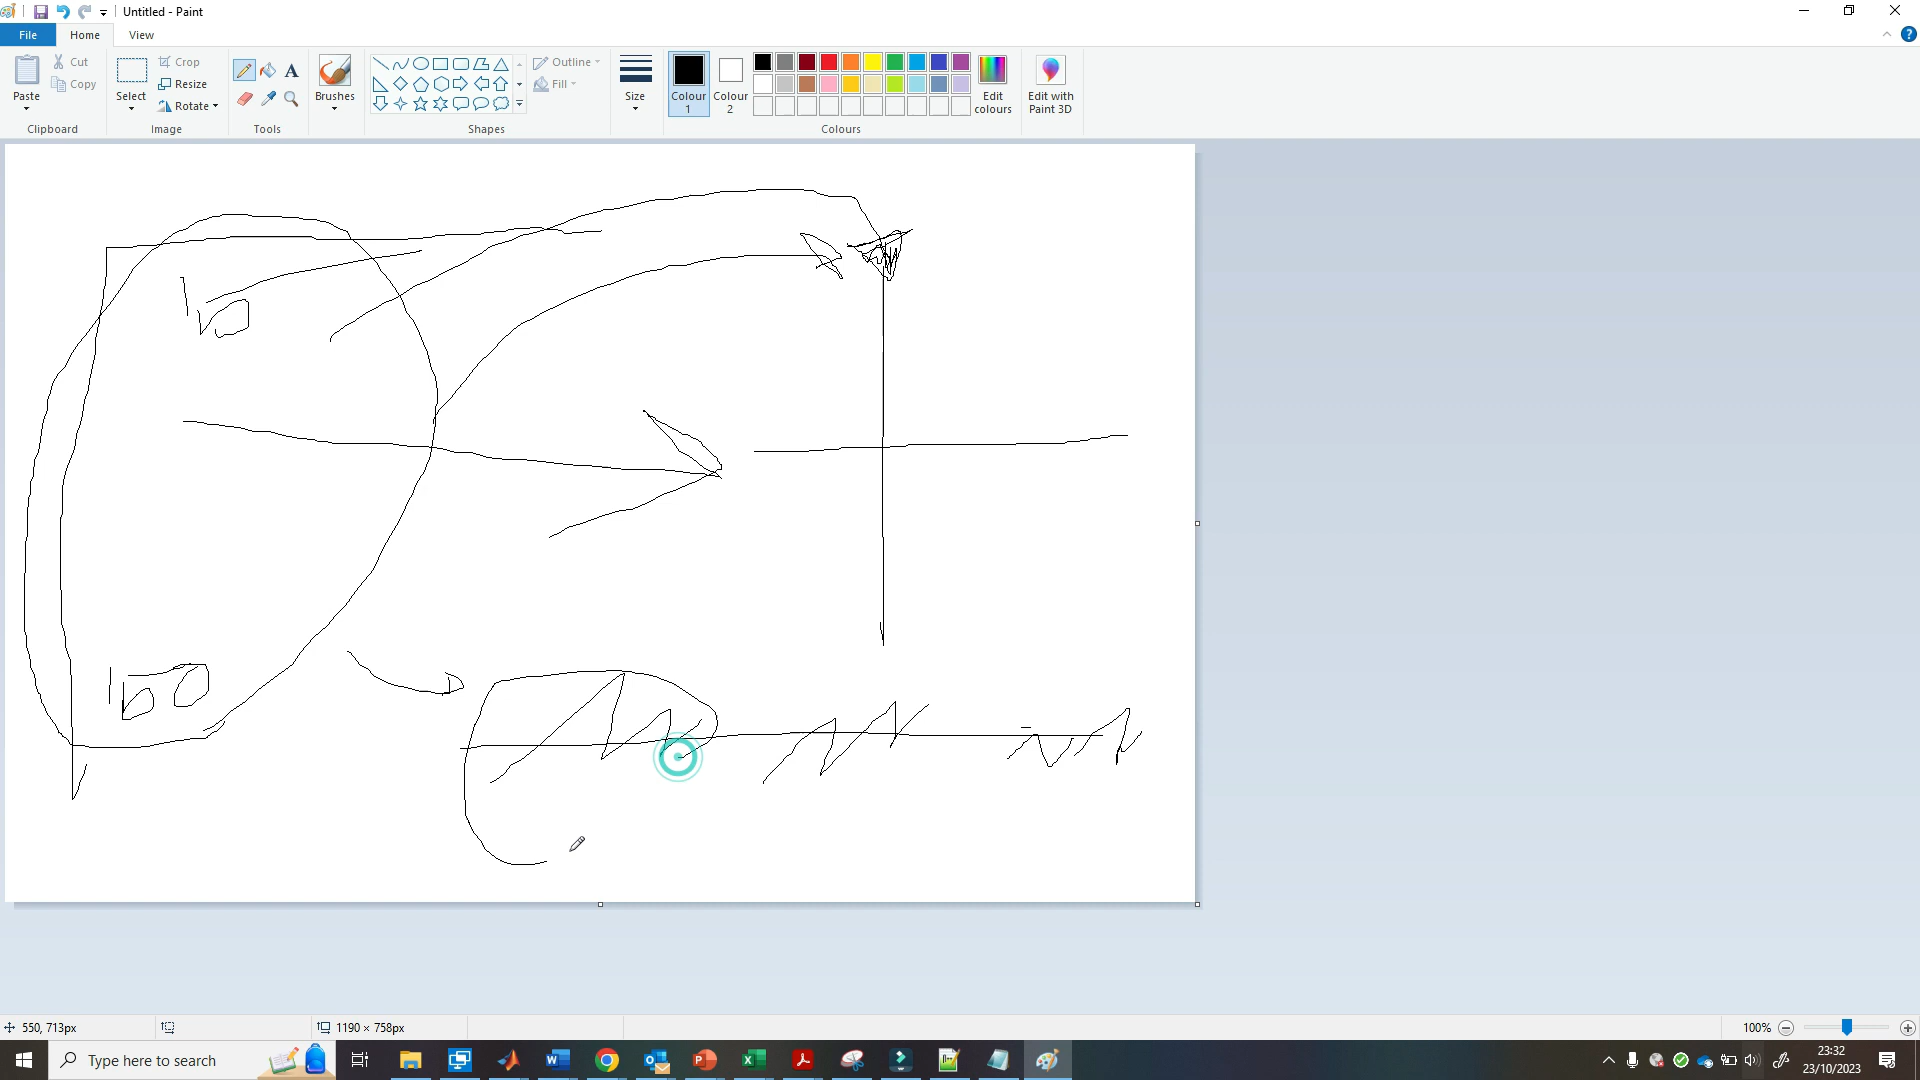 Untitled - Paint
File Home View
Paste
Cut
Copy
Clipboard
Select
Crop
Resize
Rotate
Image
Tools
Brushes
Shapes
Outline
Fill
Size
Colour 1
Colour 2
Edit colours
Colours
Edit with Paint 3D
550, 713px
1190 × 758px
100%
Type here to search
23:32
23/10/2023